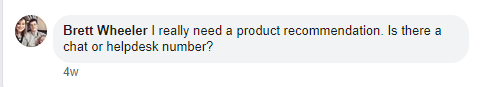 Brett Wheeler I really need a product recommendation. Is there a
chat or helpdesk number?
4w